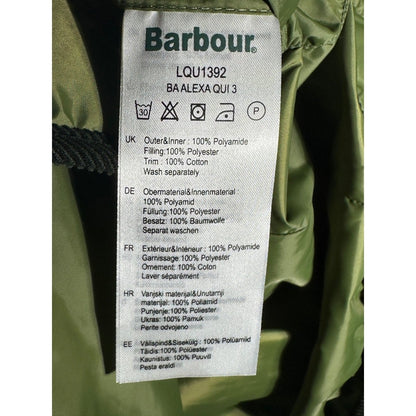 Barbour®
LQU1392
BA ALEXA QUI 3
30 P
UK Outer&Inner : 100% Polyamide
Filling:100% Polyester
Trim : 100% Cotton
Wash separately
DE Obermaterial&Innenmaterial
: 100% Polyamid
Füllung:100% Polyester
Besatz: 100% Baumwolle
Separat waschen
FR Extérieur&Intérieur : 100% Polyamide
Garnissage:100% Polyester
Ornement: 100% Coton
Laver séparément
HR Vanjski materijal&Unutarnji
materijal: 100% Poliamid
Punjenje:100% Poliester
Ukras: 100% Pamuk
Perite odvojeno
EE Välispind&Sisekülg : 100% Polüamiid
Täidis:100% Polüester
Kaunistus: 100% Puuvill
Pesta eraldi